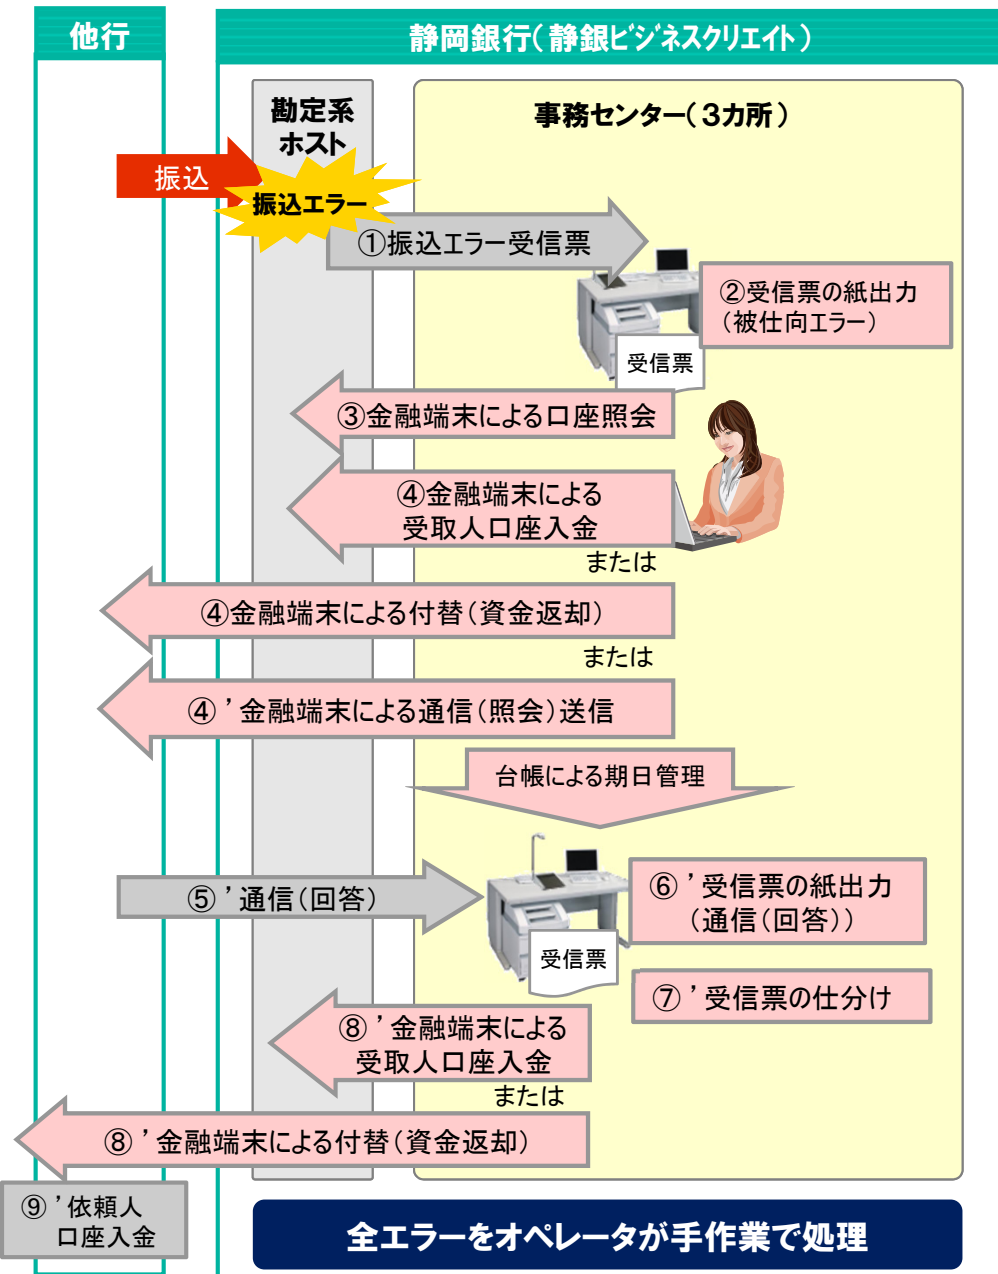 他行
静岡銀行(静銀ビジネスクリエイト)
勘定系
ホスト
事務センター(3カ所)
振込
振込エラー
①振込エラー受信票
②受信票の紙出力
(被仕向エラー)
受信票
③金融端末による口座照会
④金融端末による
受取人口座入金
または
④金融端末による付替(資金返却)
または
④’金融端末による通信(照会)送信
台帳による期日管理
⑤’通信(回答)
⑥’受信票の紙出力
(通信(回答))
受信票
⑦’受信票の仕分け
⑧’金融端末による
受取人口座入金
または
⑧’金融端末による付替(資金返却)
⑨’依頼人
口座入金
全エラーをオペレータが手作業で処理